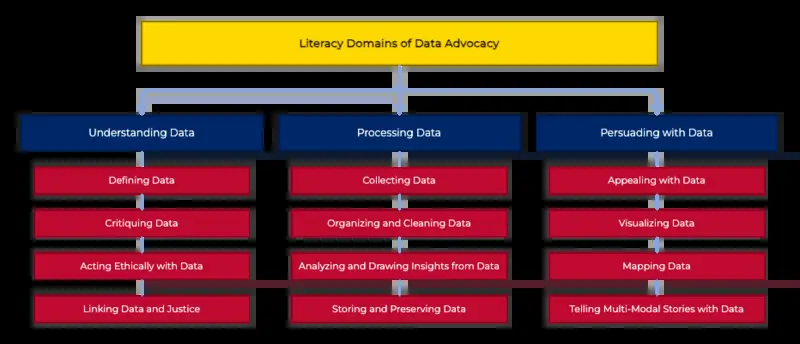 Literacy Domains of Data Advocacy
Understanding Data
Processing Data
Persuading with Data
Defining Data
Collecting Data
Appealing with Data
Critiquing Data
Organizing and Cleaning Data
Visualizing Data
Acting Ethically with Data
Analyzing and Drawing Insights from Data
Mapping Data
Linking Data and Justice
Storing and Preserving Data
Telling Multi-Modal Stories with Data